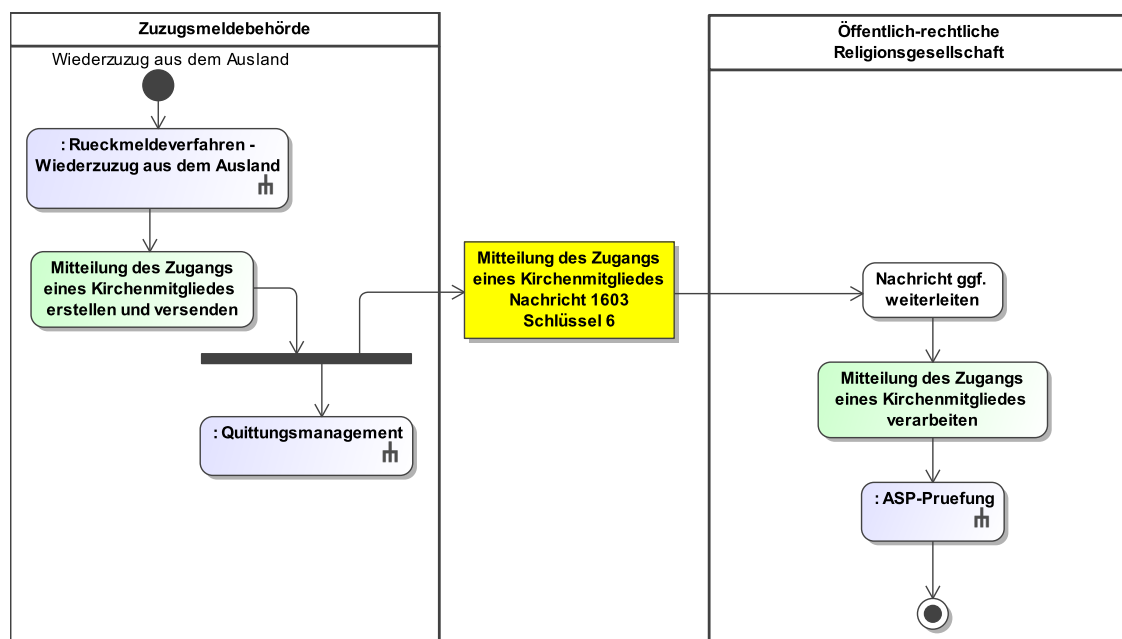 Zuzugsmeldebehörde
Wiederzuzug aus dem Ausland
: Rueckmeldeverfahren -
Wiederzuzug aus dem Ausland
Mitteilung des Zugangs
eines Kirchenmitgliedes
erstellen und versenden
: Quittungsmanagement
Mitteilung des Zugangs
eines Kirchenmitgliedes
Nachricht 1603
Schlüssel 6
Öffentlich-rechtliche
Religionsgesellschaft
Nachricht ggf.
weiterleiten
Mitteilung des Zugangs
eines Kirchenmitgliedes
verarbeiten
: ASP-Pruefung